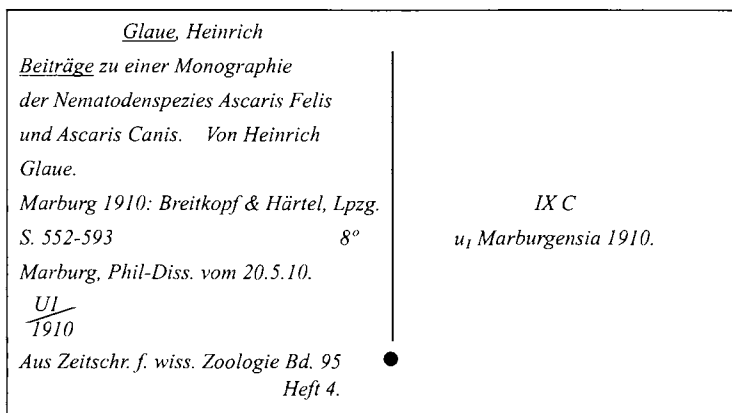 Glaue, Heinrich
Beiträge zu einer Monographie
der Nematodenspezies Ascaris Felis
und Ascaris Canis. Von Heinrich
Glaue.
Marburg 1910: Breitkopf & Härtel, Lpzg.
S. 552-593 8°
Marburg, Phil-Diss. vom 20.5.10.
UI
1910
Aus Zeitschr. f. wiss. Zoologie Bd. 95
Heft 4.
IX C
uI Marburgensia 1910.